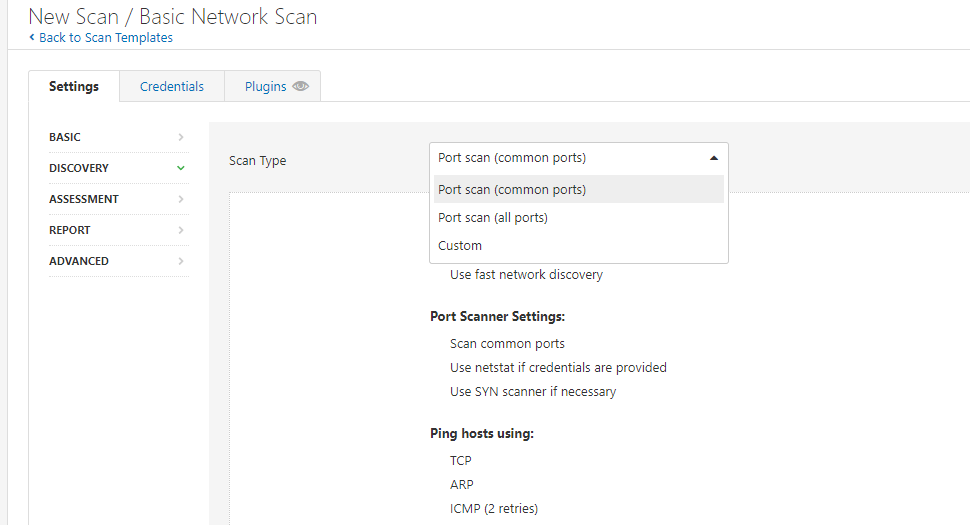 New Scan / Basic Network Scan
Back to Scan Templates
Settings Credentials Plugins
BASIC
DISCOVERY
ASSESSMENT
REPORT
ADVANCED
Scan Type
Port scan (common ports)
Port scan (common ports)
Port scan (all ports)
Custom
Use fast network discovery
Port Scanner Settings:
Scan common ports
Use netstat if credentials are provided
Use SYN scanner if necessary
Ping hosts using:
TCP
ARP
ICMP (2 retries)